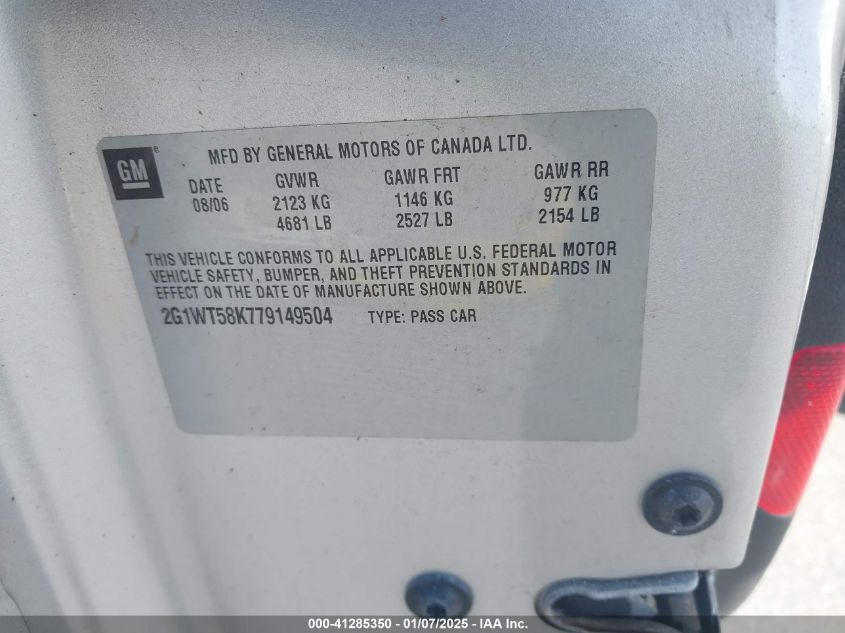 GM®
MFD BY GENERAL MOTORS OF CANADA LTD.
DATE GVWR GAWR FRT GAWR RR
08/06 2123 KG 1146 KG 977 KG
4681 LB 2527 LB 2154 LB
THIS VEHICLE CONFORMS TO ALL APPLICABLE U.S. FEDERAL MOTOR
VEHICLE SAFETY, BUMPER, AND THEFT PREVENTION STANDARDS IN
EFFECT ON THE DATE OF MANUFACTURE SHOWN ABOVE.
2G1WT58K779149504 TYPE: PASS CAR
000-41285350 - 01/07/2025 - IAA Inc.